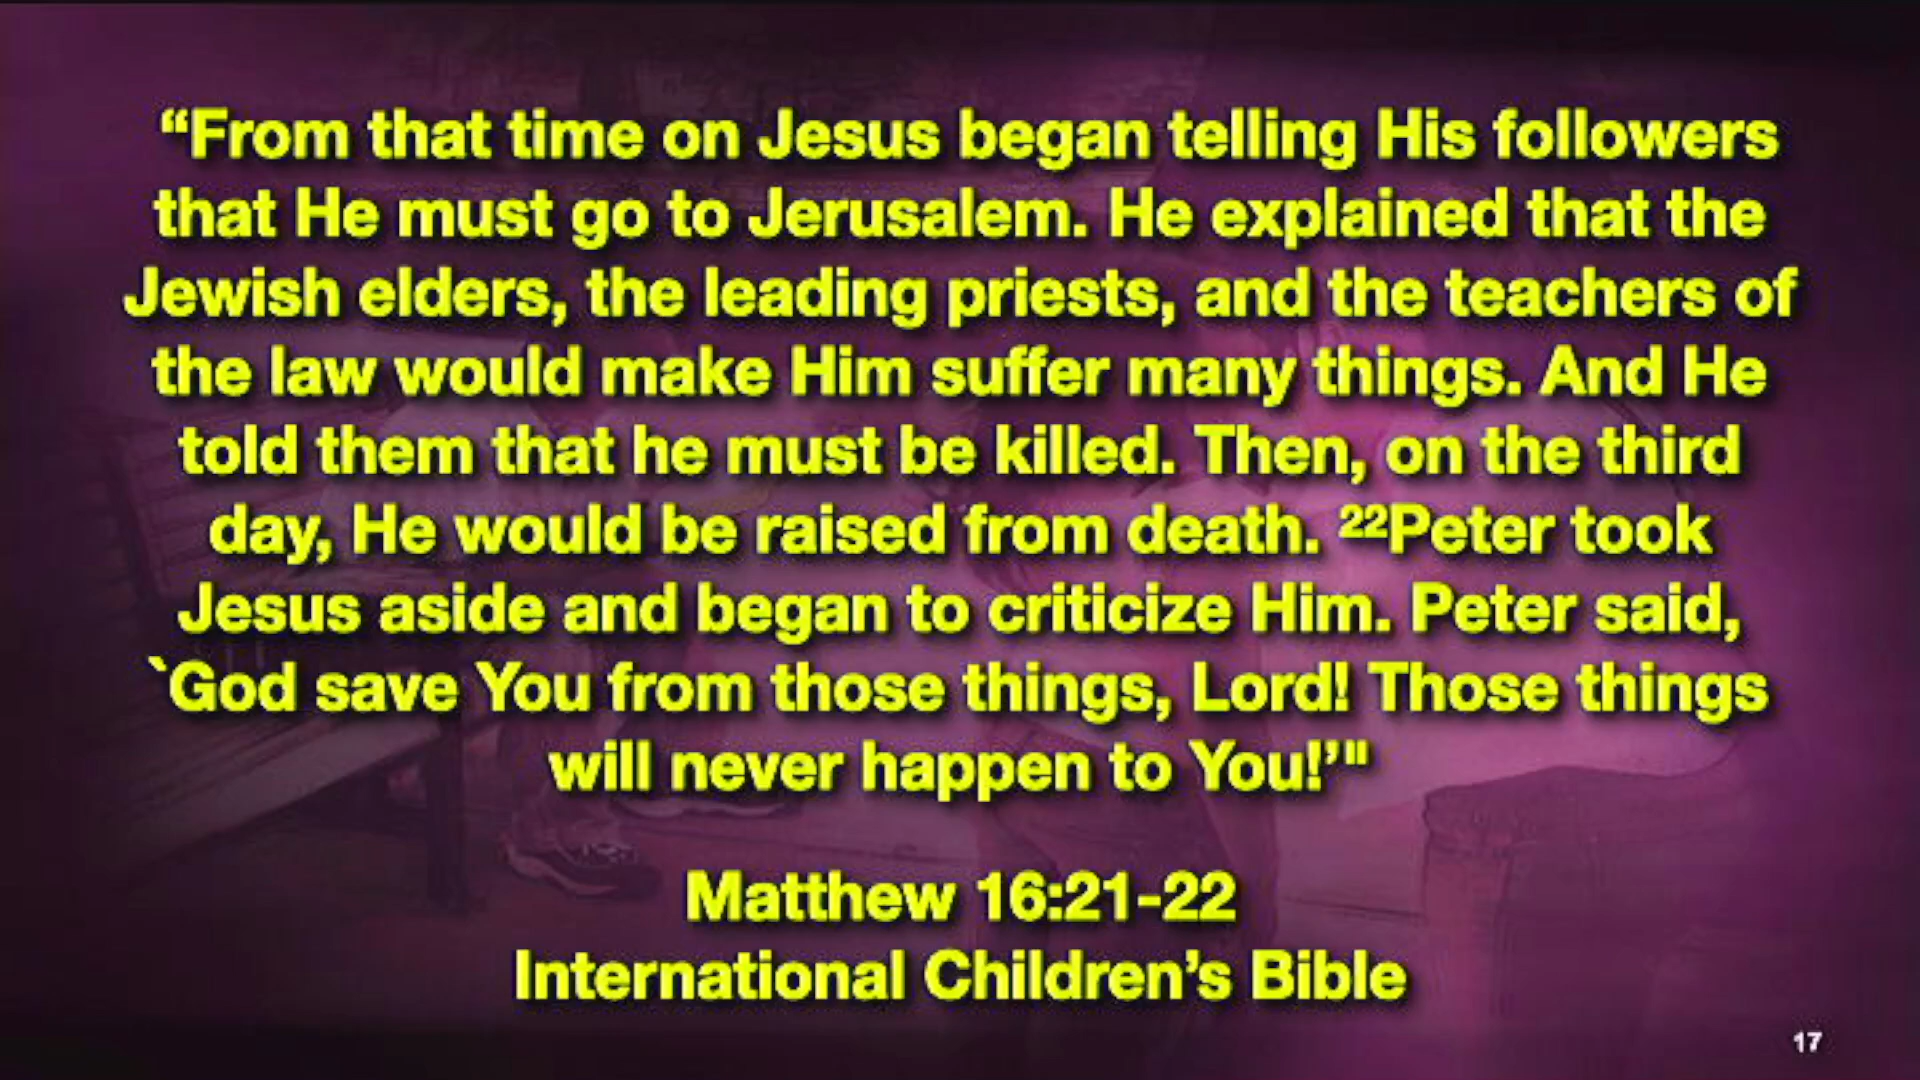 “From that time on Jesus began telling His followers
that He must go to Jerusalem. He explained that the
Jewish elders, the leading priests, and the teachers of
the law would make Him suffer many things. And He
told them that he must be killed. Then, on the third
day, He would be raised from death. ²²Peter took
Jesus aside and began to criticize Him. Peter said,
`God save You from those things, Lord! Those things
will never happen to You!’"
Matthew 16:21-22
International Children’s Bible
17